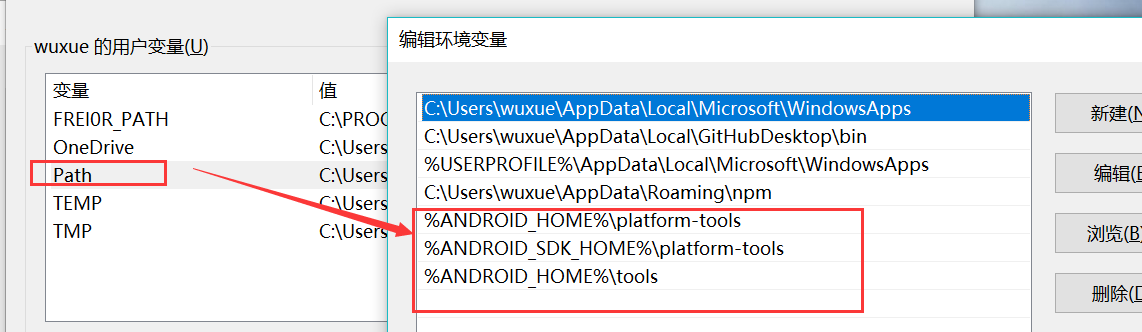 wuxue 的用户变量(U)
变量 值
FREI0R_PATH C:\PROC
OneDrive C:\Users
Path C:\Users
TEMP C:\Users
TMP C:\Users
编辑环境变量
C:\Users\wuxue\AppData\Local\Microsoft\WindowsApps
C:\Users\wuxue\AppData\Local\GitHubDesktop\bin
%USERPROFILE%\AppData\Local\Microsoft\WindowsApps
C:\Users\wuxue\AppData\Roaming\npm
%ANDROID_HOME%\platform-tools
%ANDROID_SDK_HOME%\platform-tools
%ANDROID_HOME%\tools
新建(N
编辑(E
浏览(B)
删除(D